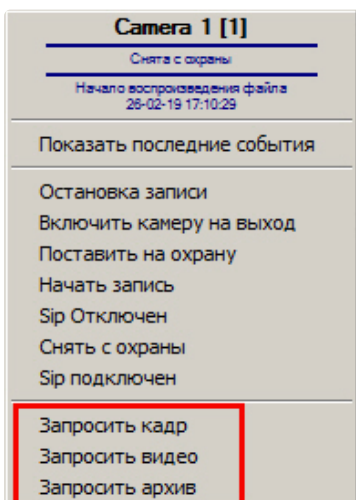 Camera 1 [1]
Снята с охраны
Начало воспроизведения файла
26-02-19 17:10:29
Показать последние события
Остановка записи
Включить камеру на выход
Поставить на охрану
Начать запись
Sip Отключен
Снять с охраны
Sip подключен
Запросить кадр
Запросить видео
Запросить архив